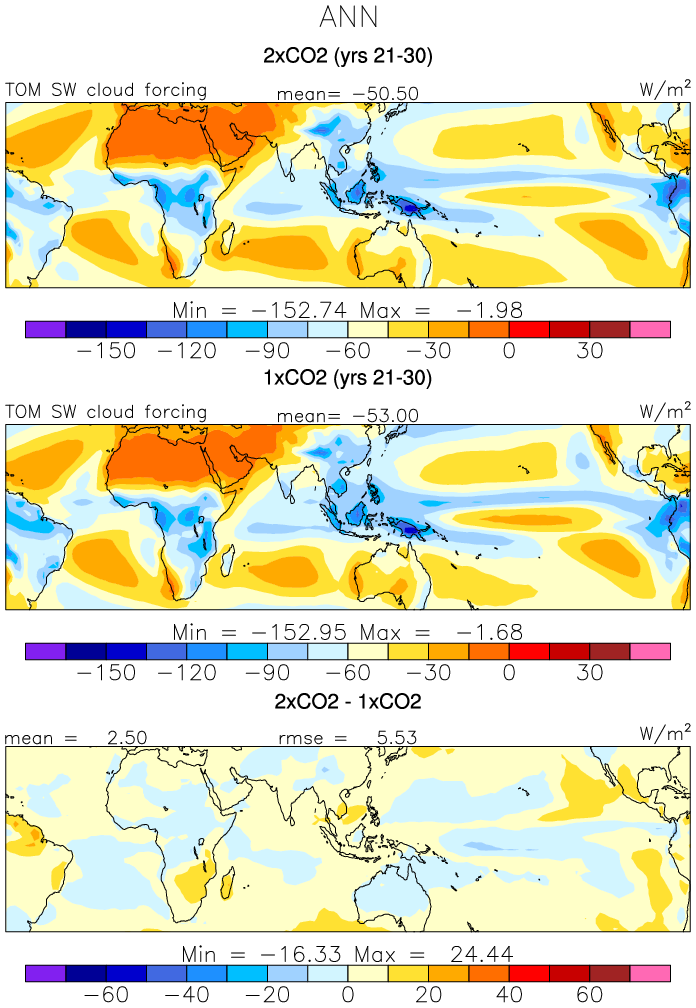 ANN
2xCO2 (yrs 21-30)
TOM SW cloud forcing mean= −50.50 W/m²
Min = −152.74 Max = −1.98
−150 −120 −90 −60 −30 0 30
1xCO2 (yrs 21-30)
TOM SW cloud forcing mean= −53.00 W/m²
Min = −152.95 Max = −1.68
−150 −120 −90 −60 −30 0 30
2xCO2 - 1xCO2
mean = 2.50 rmse = 5.53 W/m²
Min = −16.33 Max = 24.44
−60 −40 −20 0 20 40 60